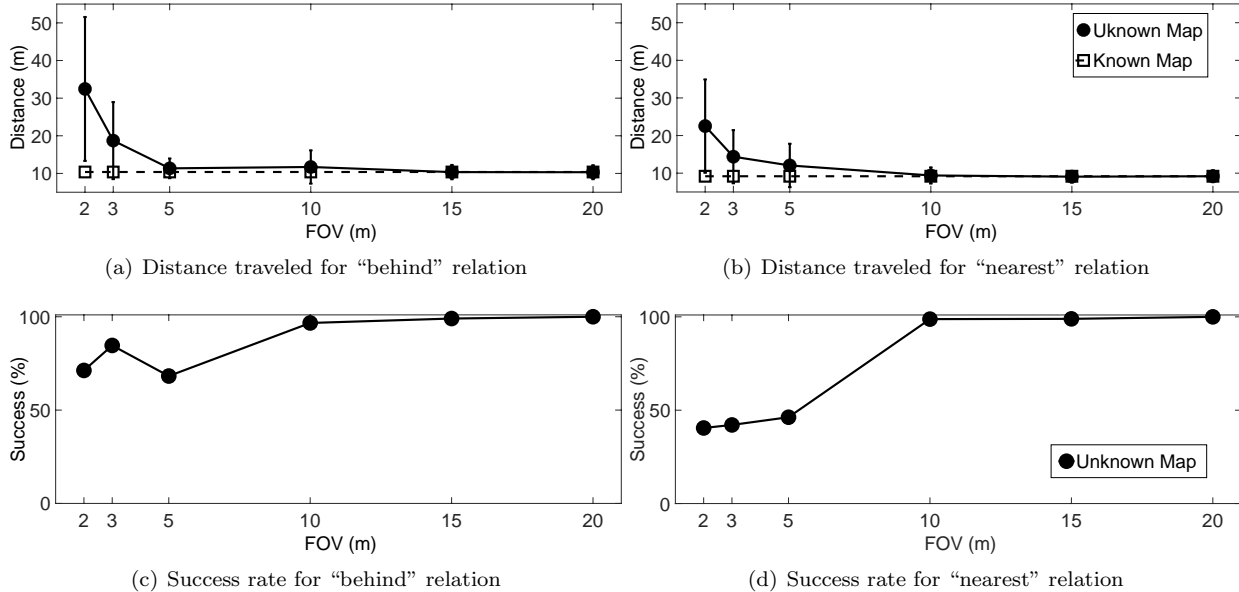 50
40
30
20
10
Distance (m)
2 3 5 10 15 20
FOV (m)
(a) Distance traveled for “behind” relation
50
40
30
20
10
Distance (m)
Uknown Map
Known Map
2 3 5 10 15 20
FOV (m)
(b) Distance traveled for “nearest” relation
100
50
0
Success (%)
2 3 5 10 15 20
FOV (m)
(c) Success rate for “behind” relation
100
50
0
Success (%)
Unknown Map
2 3 5 10 15 20
FOV (m)
(d) Success rate for “nearest” relation